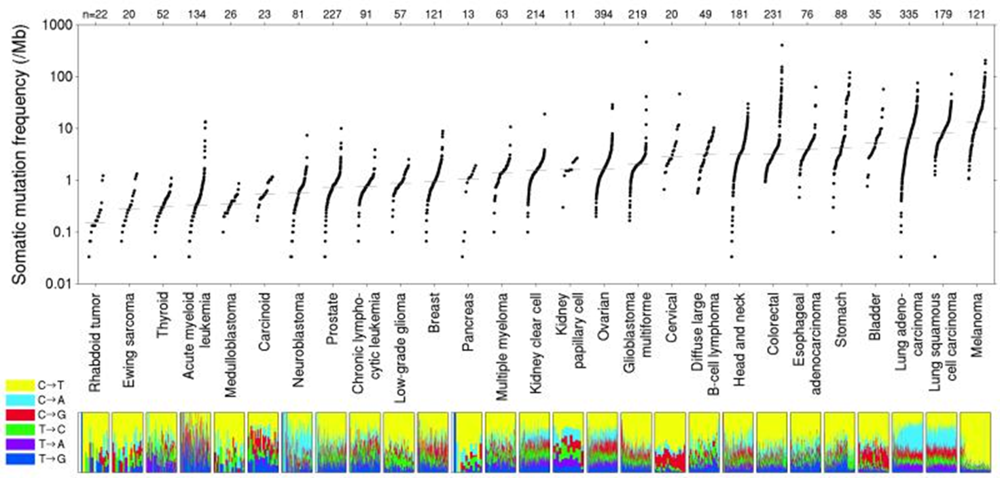 n=22 20 52 134 26 23 81 227 91 57 121 13 63 214 11 394 219 20 49 181 231 76 88 35 335 179 121
Somatic mutation frequency (/Mb)
1000
100
10
1
0.1
0.01
Rhabdoid tumor
Ewing sarcoma
Thyroid
Acute myeloid
leukemia
Medulloblastoma
Carcinoid
Neuroblastoma
Prostate
Chronic lympho-
cytic leukemia
Low-grade glioma
Breast
Pancreas
Multiple myeloma
Kidney clear cell
Kidney
papillary cell
Ovarian
Glioblastoma
multiforme
Cervical
Diffuse large
B-cell lymphoma
Head and neck
Colorectal
Esophageal
adenocarcinoma
Stomach
Bladder
Lung adeno-
carcinoma
Lung squamous
cell carcinoma
Melanoma
C→T
C→A
C→G
T→C
T→A
T→G